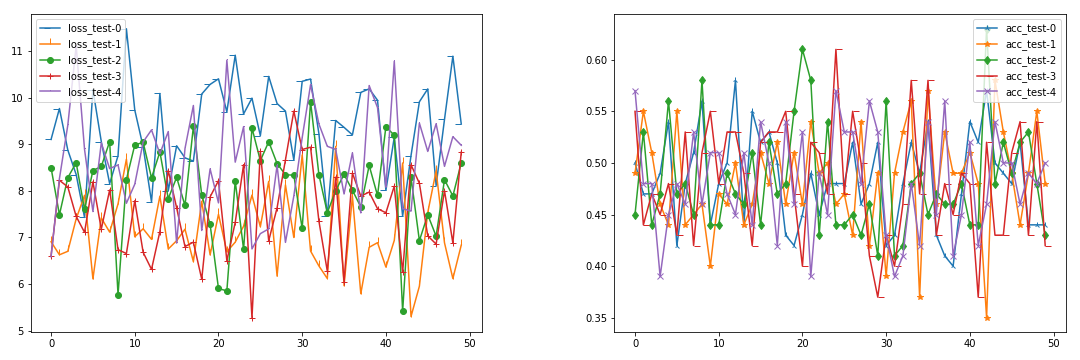 11
10
9
8
7
6
5
0
10
20
30
40
50
loss_test-0
loss_test-1
loss_test-2
loss_test-3
loss_test-4
0.60
0.55
0.50
0.45
0.40
0.35
0
10
20
30
40
50
acc_test-0
acc_test-1
acc_test-2
acc_test-3
acc_test-4